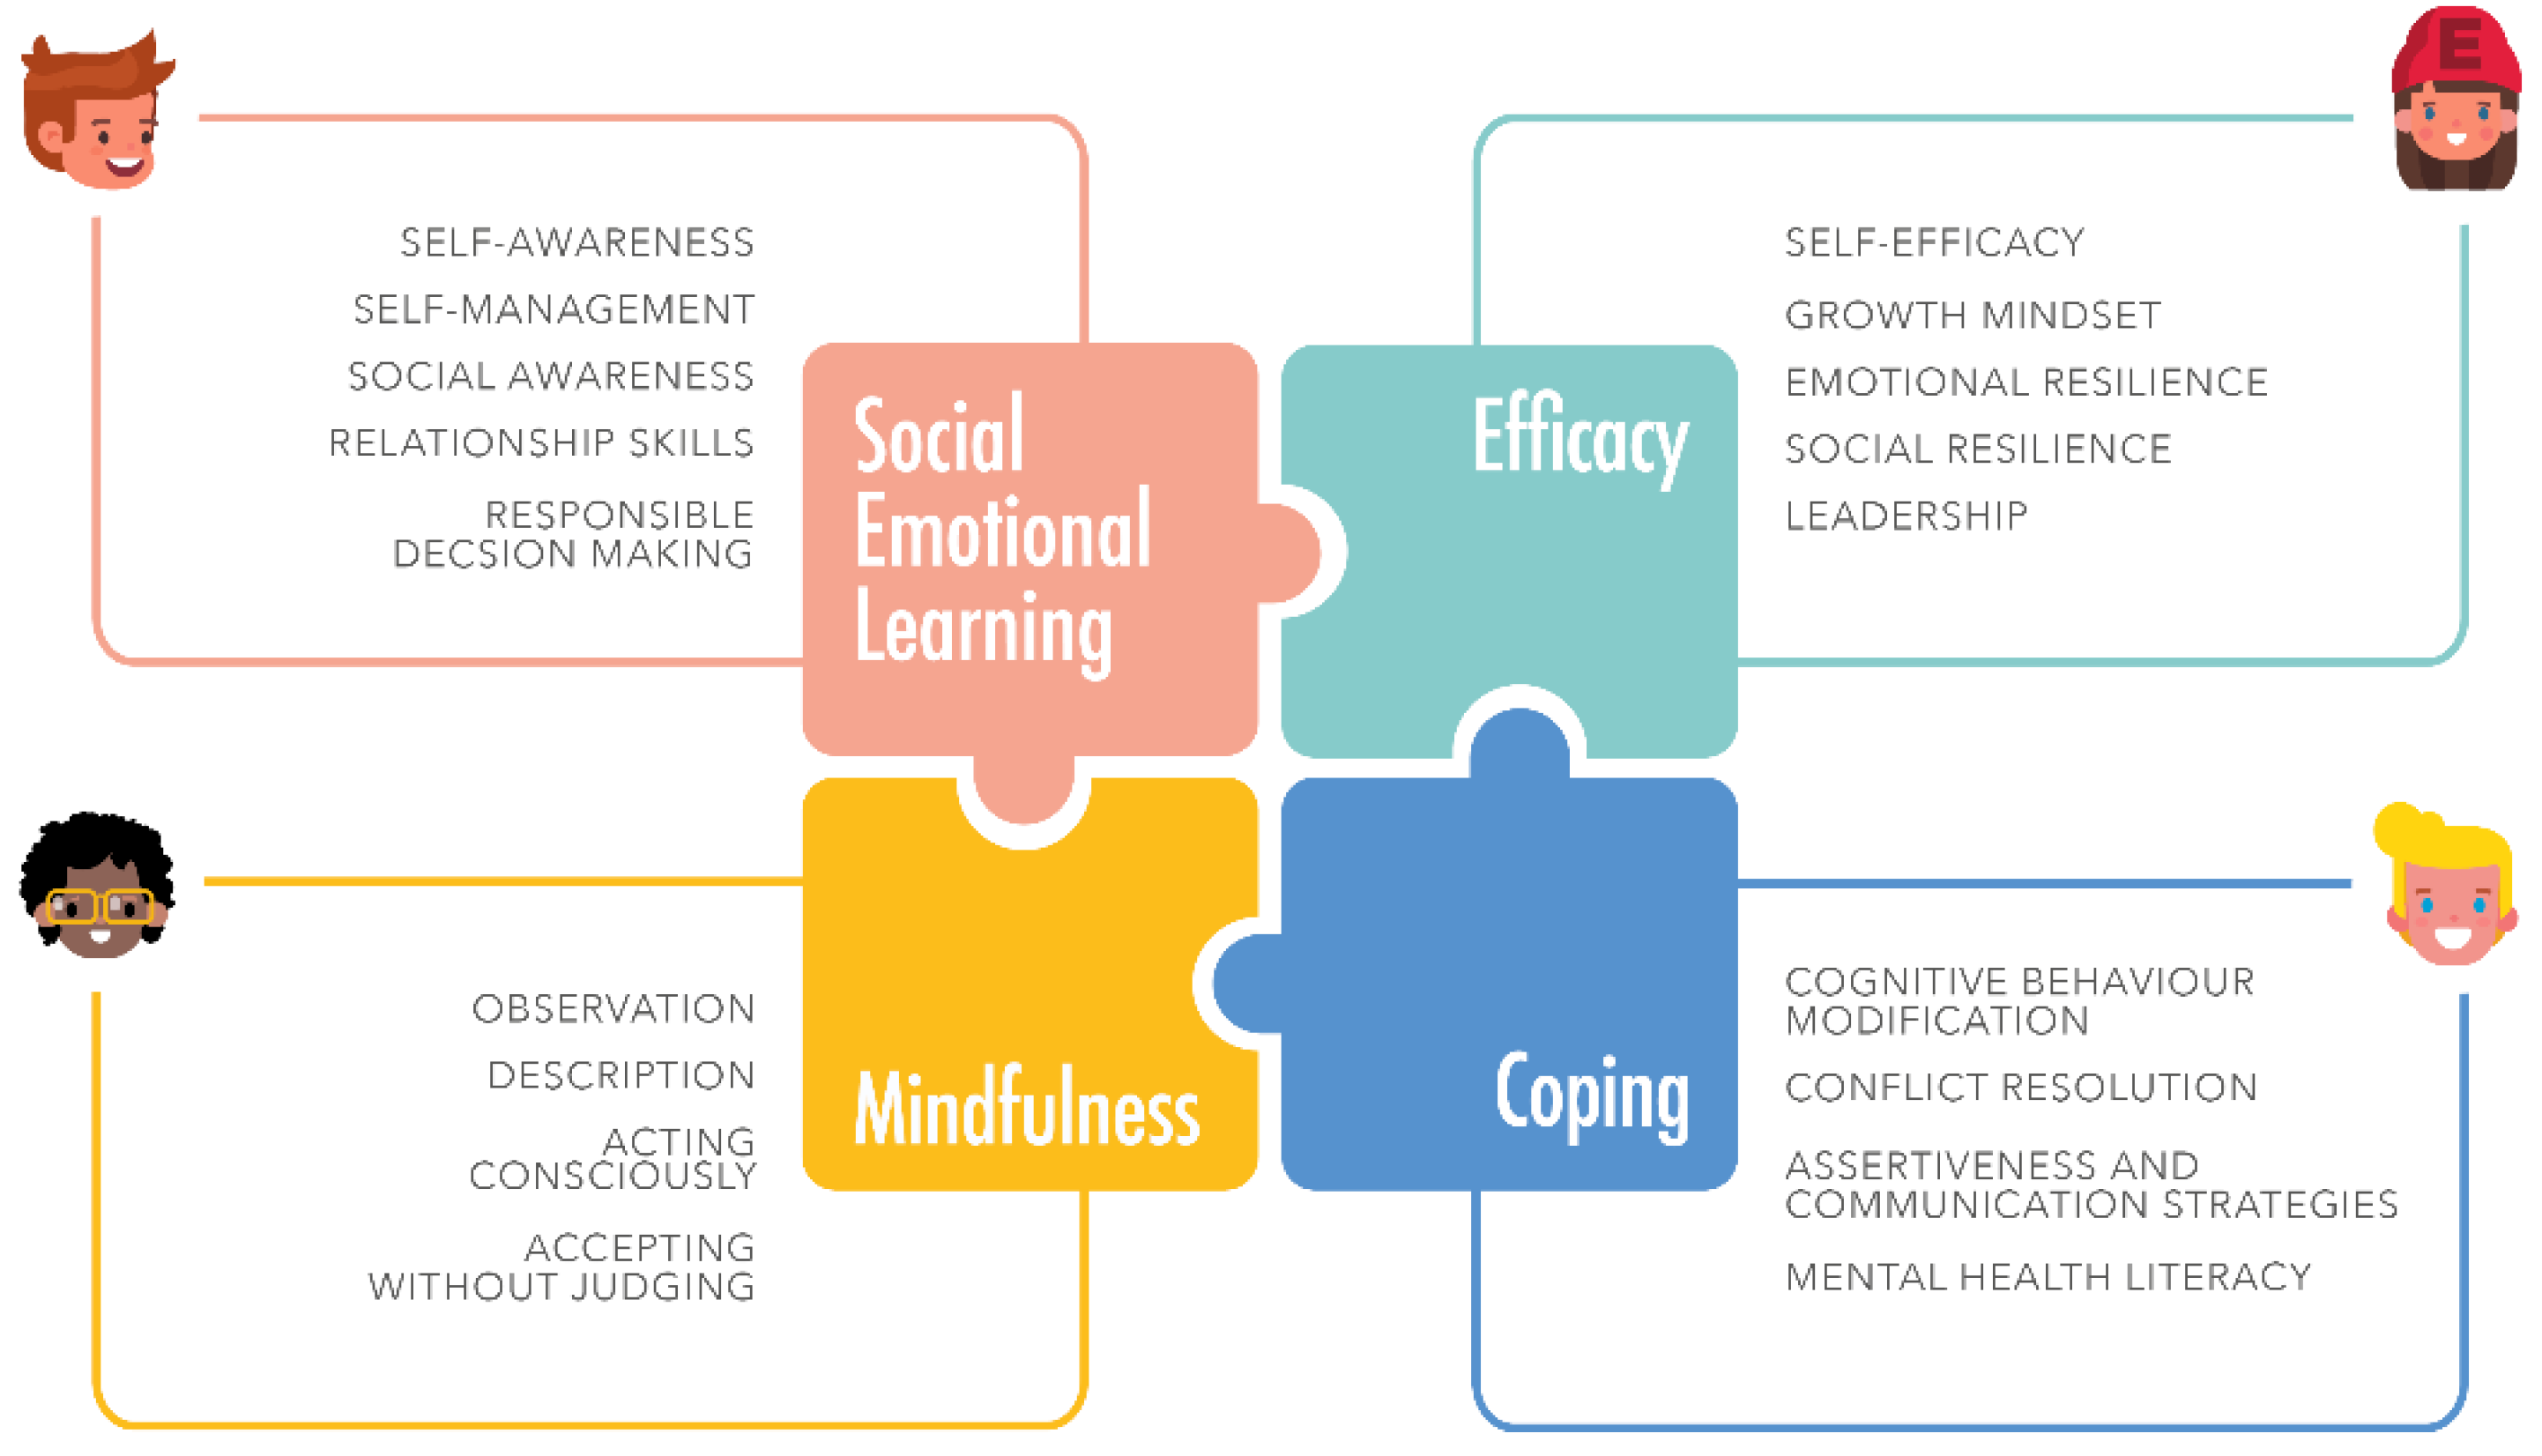 E
SELF-AWARENESS
SELF-MANAGEMENT
SOCIAL AWARENESS
RELATIONSHIP SKILLS
RESPONSIBLE
DECSION MAKING
Social
Emotional
Learning
Efficacy
SELF-EFFICACY
GROWTH MINDSET
EMOTIONAL RESILIENCE
SOCIAL RESILIENCE
LEADERSHIP
OBSERVATION
DESCRIPTION
ACTING
CONSCIOUSLY
ACCEPTING
WITHOUT JUDGING
Mindfulness
Coping
COGNITIVE BEHAVIOUR
MODIFICATION
CONFLICT RESOLUTION
ASSERTIVENESS AND
COMMUNICATION STRATEGIES
MENTAL HEALTH LITERACY